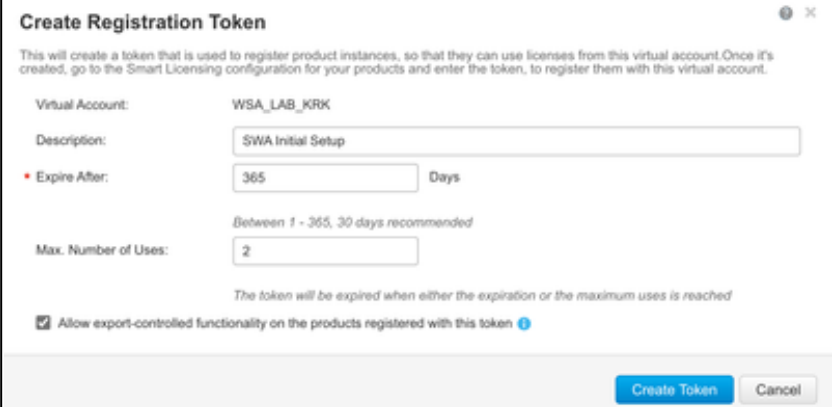 Create Registration Token
This will create a token that is used to register product instances, so that they can use licenses from this virtual account.Once it's
created, go to the Smart Licensing configuration for your products and enter the token, to register them with this virtual account.
Virtual Account: WSA_LAB_KRK
Description: SWA Initial Setup
* Expire After: 365 Days
Between 1 - 365, 30 days recommended
Max. Number of Uses: 2
The token will be expired when either the expiration or the maximum uses is reached
Allow export-controlled functionality on the products registered with this token
Create Token Cancel